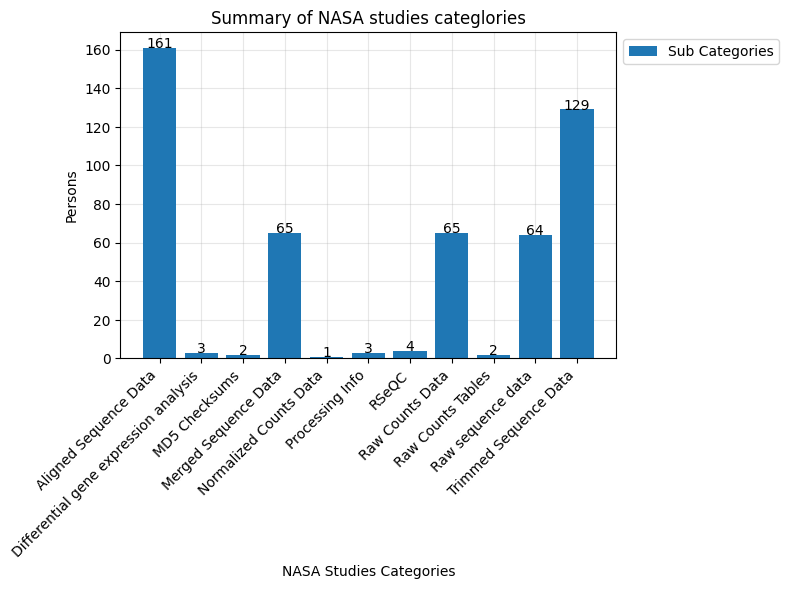 Summary of NASA studies categlories
Sub Categories
Persons
160
140
120
100
80
60
40
20
0
161
3
2
65
1
3
4
65
2
64
129
Aligned Sequence Data
Differential gene expression analysis
MD5 Checksums
Merged Sequence Data
Normalized Counts Data
Processing Info
RSeQC
Raw Counts Data
Raw Counts Tables
Raw sequence data
Trimmed Sequence Data
NASA Studies Categories